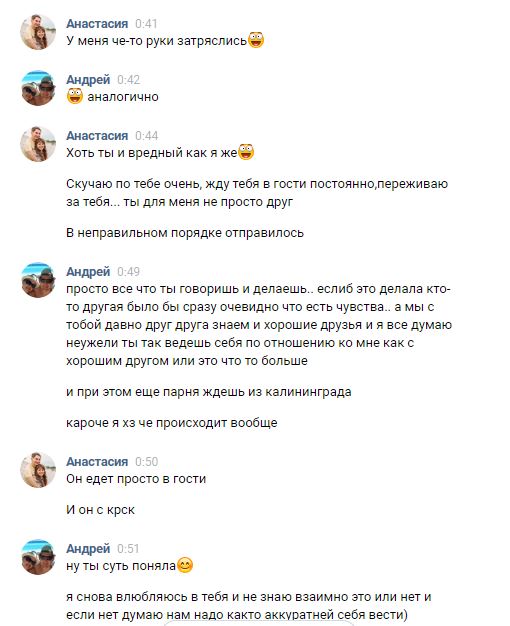 Анастасия 0:41
У меня че-то руки затряслись😀
Андрей 0:42
😀 аналогично
Анастасия 0:44
Хоть ты и вредный как я же😀
Скучаю по тебе очень, жду тебя в гости постоянно,переживаю
за тебя... ты для меня не просто друг
В неправильном порядке отправилось
Андрей 0:49
просто все что ты говоришь и делаешь.. еслиб это делала кто-
то другая было бы сразу очевидно что есть чувства.. а мы с
тобой давно друг друга знаем и хорошие друзья и я все думаю
неужели ты так ведешь себя по отношению ко мне как с
хорошим другом или это что то больше
и при этом еще парня ждешь из калининграда
кароче я хз че происходит вообще
Анастасия 0:50
Он едет просто в гости
И он с крск
Андрей 0:51
ну ты суть поняла😊
я снова влюбляюсь в тебя и не знаю взаимно это или нет и
если нет думаю нам надо както аккуратней себя вести)